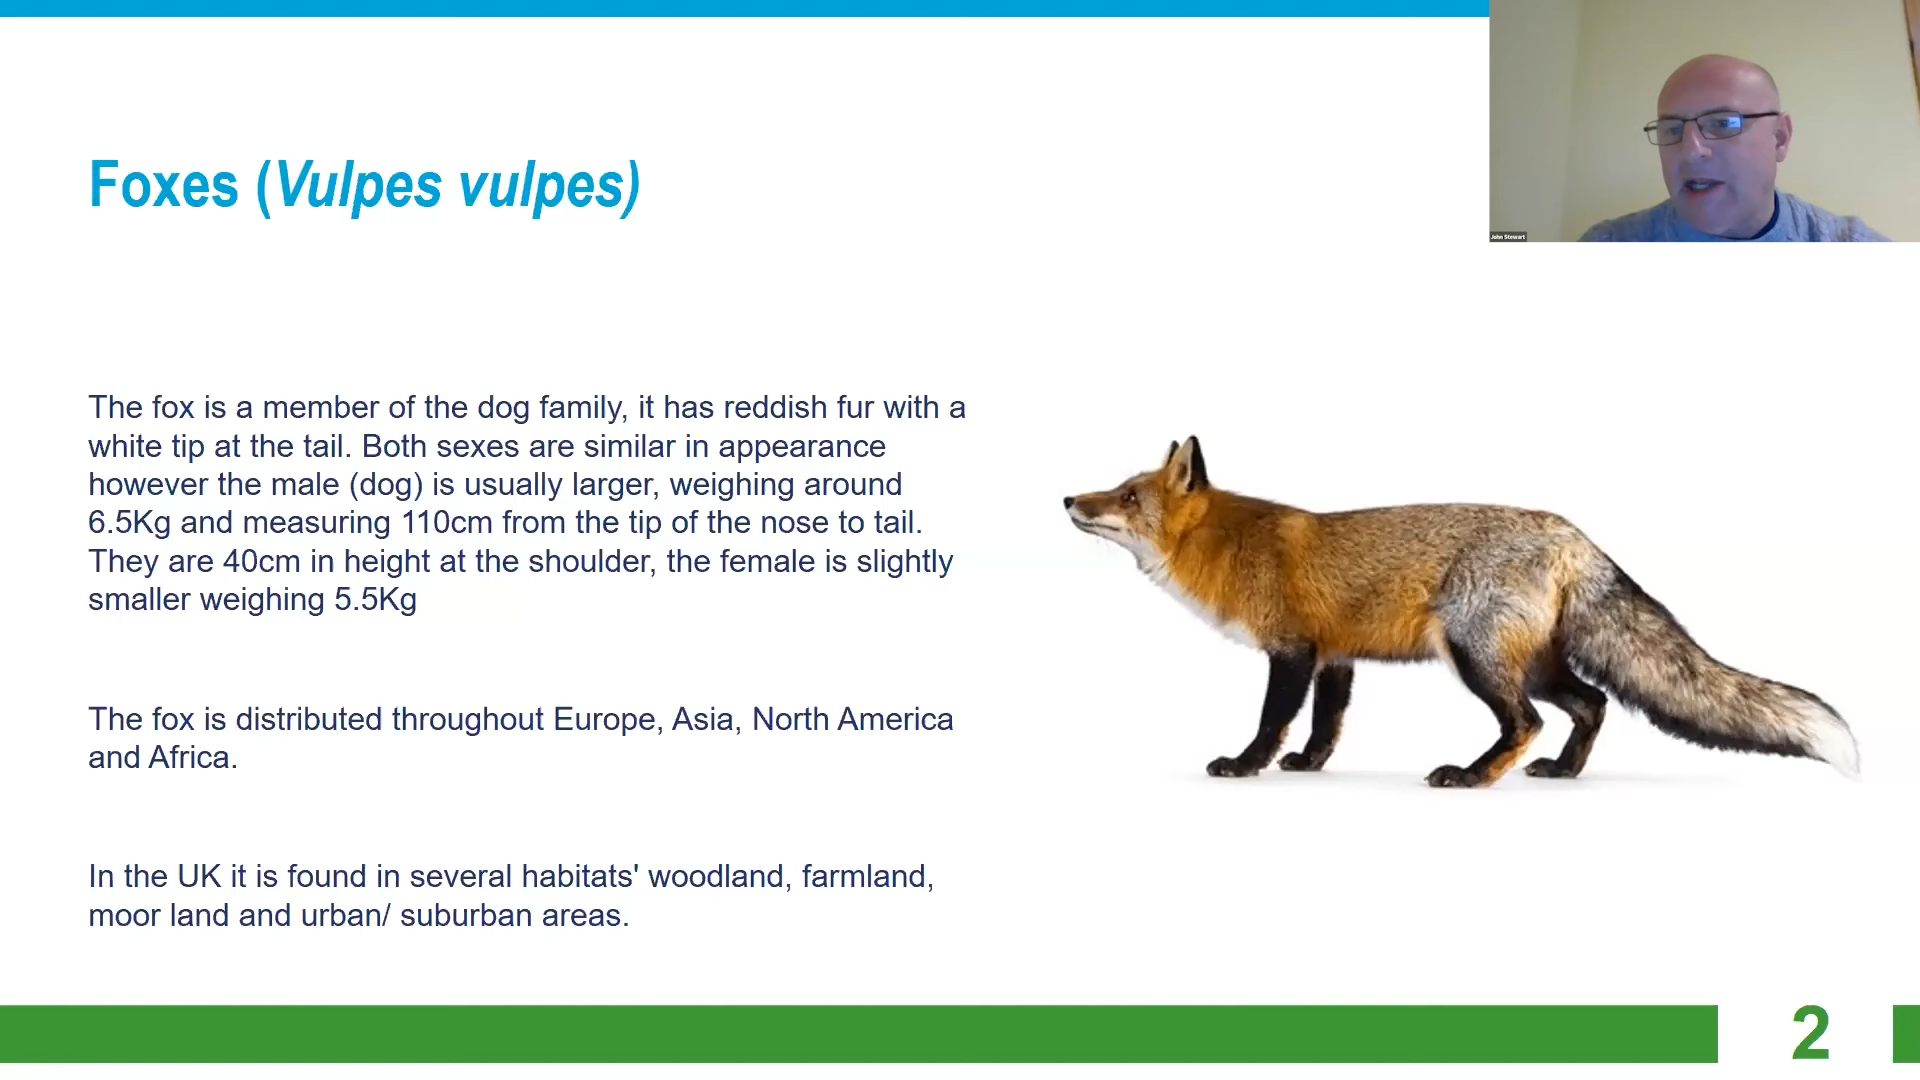 John Stewart
Foxes (Vulpes vulpes)
The fox is a member of the dog family, it has reddish fur with a
white tip at the tail. Both sexes are similar in appearance
however the male (dog) is usually larger, weighing around
6.5Kg and measuring 110cm from the tip of the nose to tail.
They are 40cm in height at the shoulder, the female is slightly
smaller weighing 5.5Kg
The fox is distributed throughout Europe, Asia, North America
and Africa.
In the UK it is found in several habitats' woodland, farmland,
moor land and urban/ suburban areas.
2